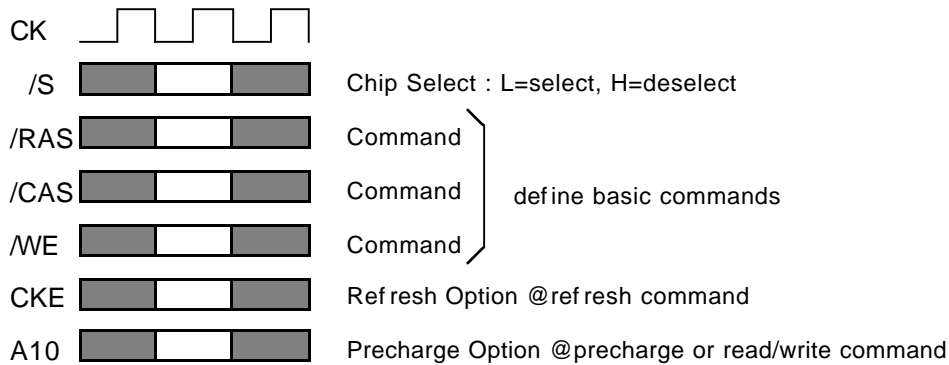 CK
/S Chip Select : L=select, H=deselect
/RAS Command
/CAS Command define basic commands
/WE Command
CKE Refresh Option @refresh command
A10 Precharge Option @precharge or read/write command